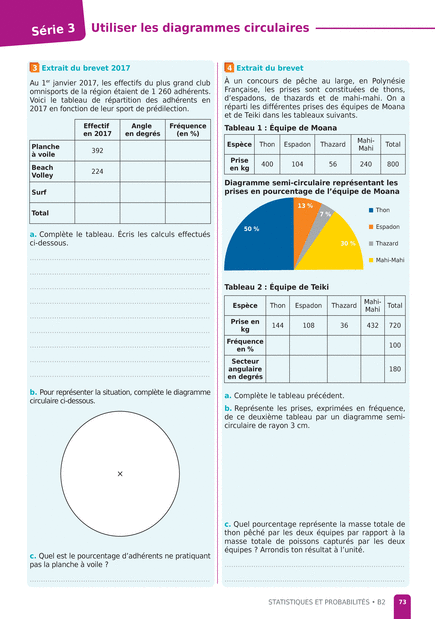 Série 3
Utiliser les diagrammes circulaires
3 Extrait du brevet 2017
Au 1er janvier 2017, les effectifs du plus grand club
omnisports de la région étaient de 1 260 adhérents.
Voici le tableau de répartition des adhérents en
2017 en fonction de leur sport de prédilection.
Effectif en 2017 Angle en degrés Fréquence (en %)
Planche à voile 392
Beach Volley 224
Surf
Total
a. Complète le tableau. Écris les calculs effectués
ci-dessous.
b. Pour représenter la situation, complète le diagramme
circulaire ci-dessous.
c. Quel est le pourcentage d'adhérents ne pratiquant
pas la planche à voile ?
4 Extrait du brevet
À un concours de pêche au large, en Polynésie
Française, les prises sont constituées de thons,
d'espadons, de thazards et de mahi-mahi. On a
réparti les différentes prises des équipes de Moana
et de Teiki dans les tableaux suivants.
Tableau 1 : Équipe de Moana
Espèce Thon Espadon Thazard Mahi-Mahi Total
Prise en kg 400 104 56 240 800
Diagramme semi-circulaire représentant les
prises en pourcentage de l'équipe de Moana
50 %
13 %
7 %
30 %
Thon
Espadon
Thazard
Mahi-Mahi
Tableau 2 : Équipe de Teiki
Espèce Thon Espadon Thazard Mahi-Mahi Total
Prise en kg 144 108 36 432 720
Fréquence en % 100
Secteur angulaire en degrés 180
a. Complète le tableau précédent.
b. Représente les prises, exprimées en fréquence,
de ce deuxième tableau par un diagramme semi-
circulaire de rayon 3 cm.
c. Quel pourcentage représente la masse totale de
thon pêché par les deux équipes par rapport à la
masse totale de poissons capturés par les deux
équipes ? Arrondis ton résultat à l'unité.
STATISTIQUES ET PROBABILITÉS • B2 73